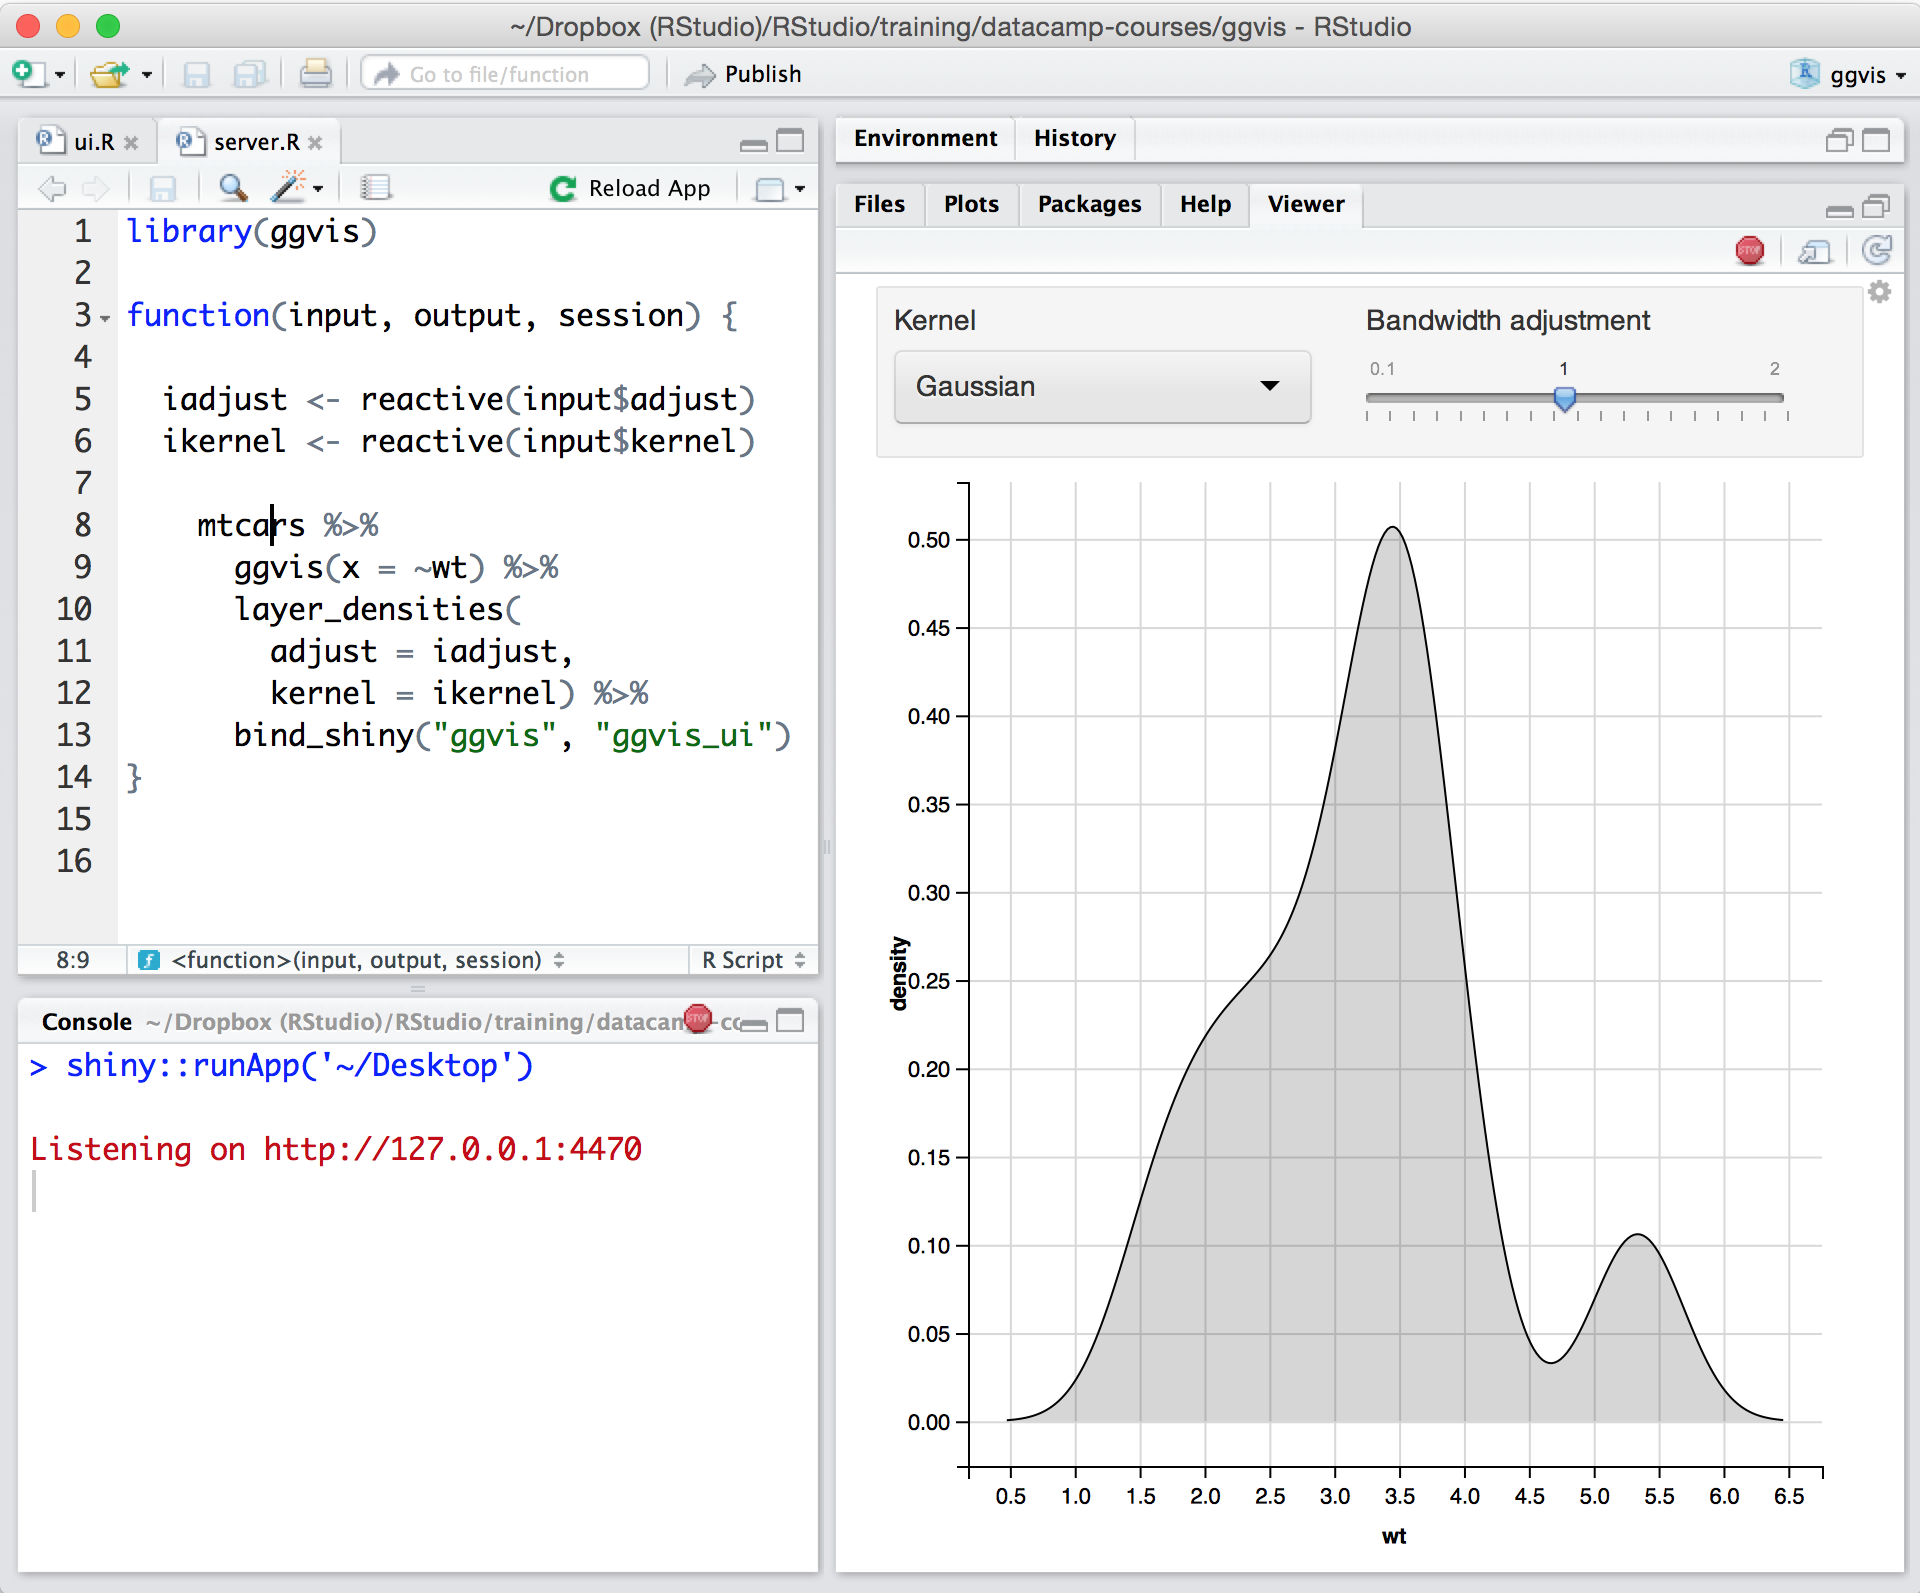 ~/Dropbox (RStudio)/RStudio/training/datacamp-courses/ggvis - RStudio
Go to file/function
Publish
ggvis
ui.R
server.R
Reload App
1 library(ggvis)
2
3 function(input, output, session) {
4
5 iadjust <- reactive(input$adjust)
6 ikernel <- reactive(input$kernel)
7
8 mtcars %>%
9 ggvis(x = ~wt) %>%
10 layer_densities(
11 adjust = iadjust,
12 kernel = ikernel) %>%
13 bind_shiny("ggvis", "ggvis_ui")
14 }
15
16
8:9 <function>(input, output, session) R Script
Console ~/Dropbox (RStudio)/RStudio/training/datacam STOP -cc
> shiny::runApp('~/Desktop')
Listening on http://127.0.0.1:4470
Environment History
Files Plots Packages Help Viewer
STOP
Kernel
Gaussian
Bandwidth adjustment
0.1 1 2
0.50
0.45
0.40
0.35
0.30
density
0.25
0.20
0.15
0.10
0.05
0.00
0.5 1.0 1.5 2.0 2.5 3.0 3.5 4.0 4.5 5.0 5.5 6.0 6.5
wt